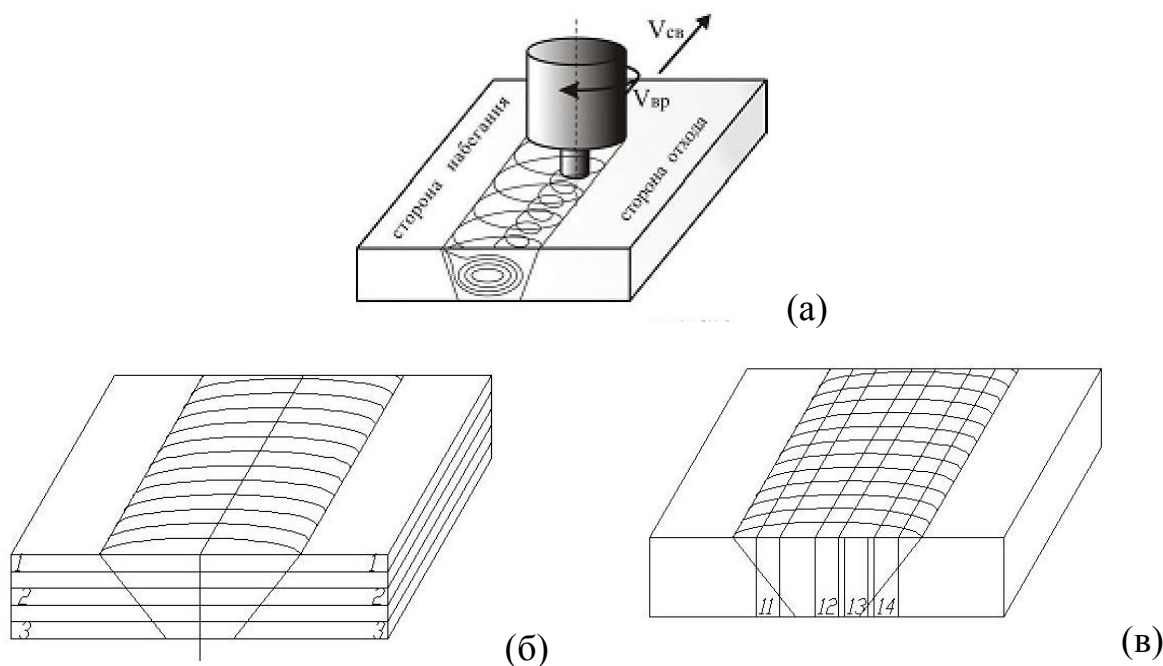 Vсв
Vвр
сторона набегания
сторона отхода
(а)
1 1
2 2
3 3
(б)
11 12 13 14
(в)